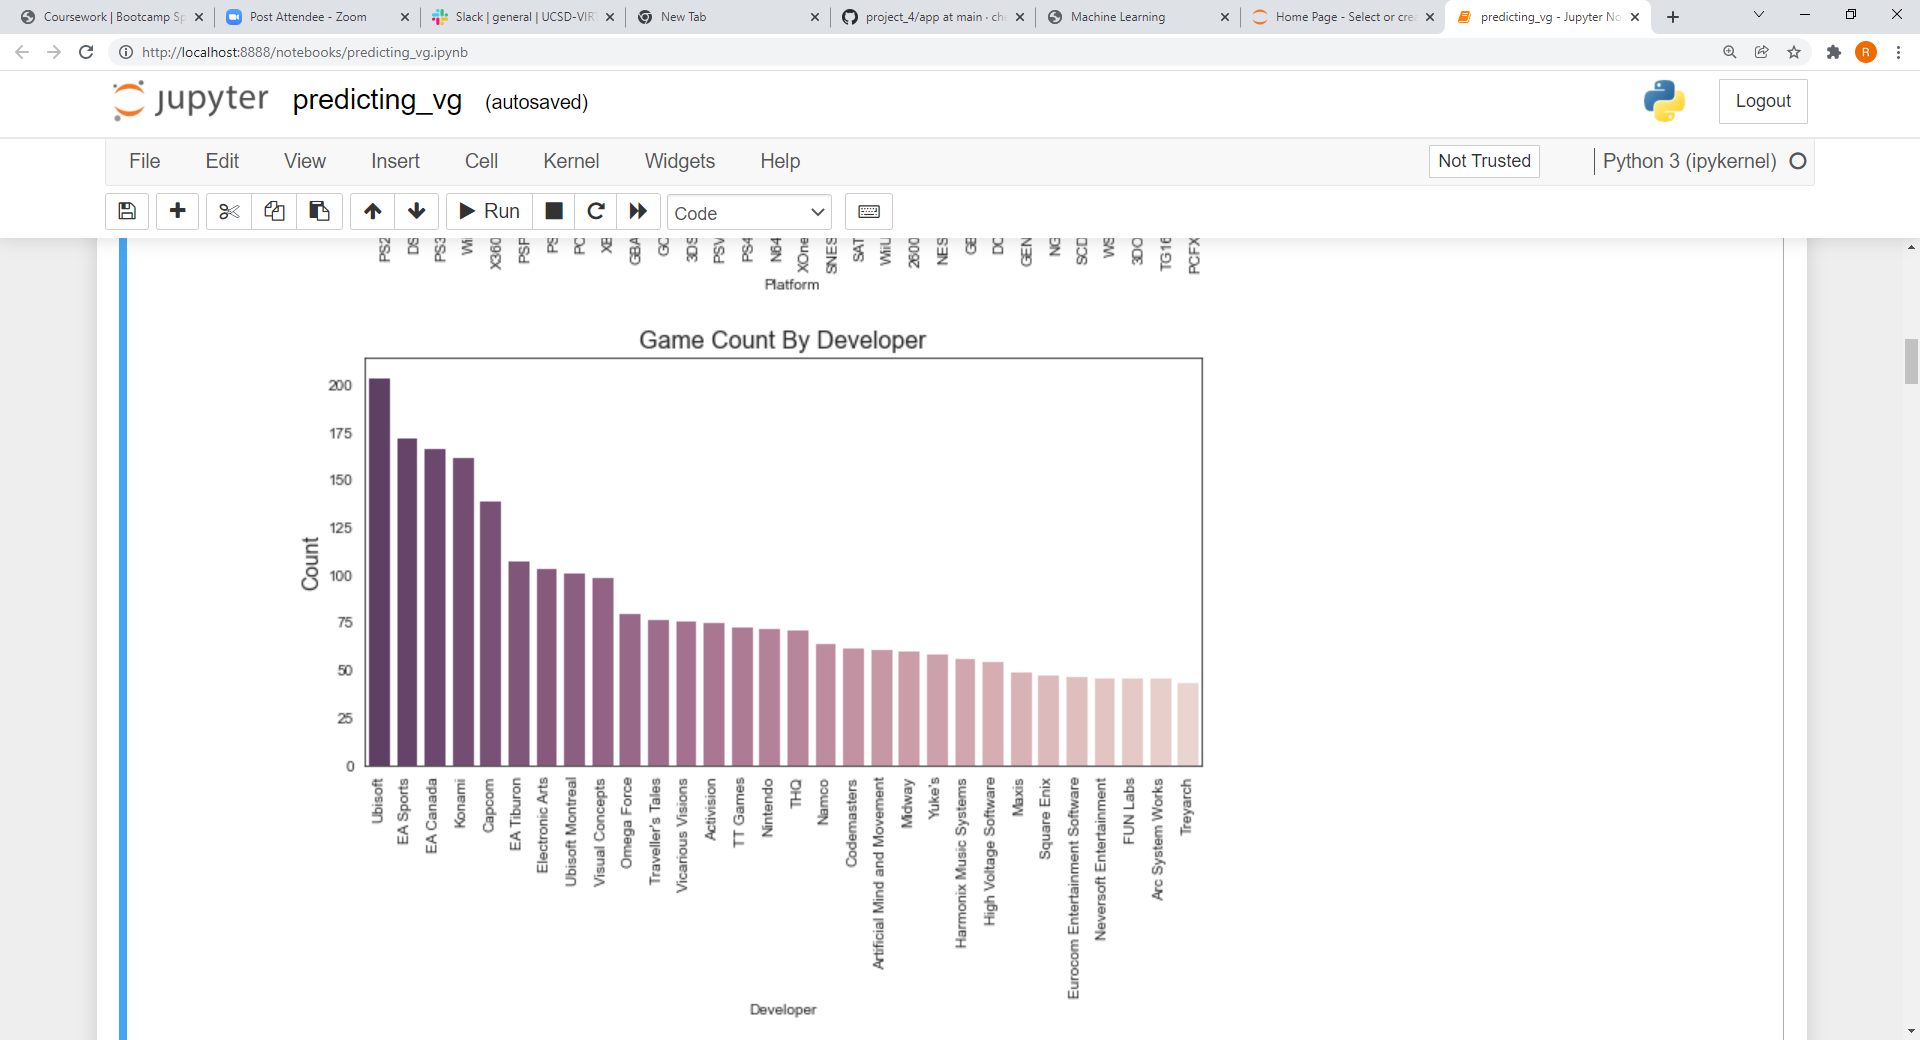 Coursework | Bootcamp Sp
Post Attendee - Zoom
Slack | general | UCSD-VIR
New Tab
project_4/app at main · ch
Machine Learning
Home Page - Select or crea
predicting_vg - Jupyter No
http://localhost:8888/notebooks/predicting_vg.ipynb
R
jupyter
predicting_vg
(autosaved)
Logout
File Edit View Insert Cell Kernel Widgets Help
Not Trusted
Python 3 (ipykernel)
Run
Code
PS2 DS PS3 Wii X360 PSP PS PC XB GBA GC 3DS PSV PS4 N64 XOne SNES SAT WiiU 2600 NES GB DC GEN NG SCD WS 3DO TG16 PCFX
Platform
Game Count By Developer
200
175
150
125
100
75
50
25
0
Count
Ubisoft
EA Sports
EA Canada
Konami
Capcom
EA Tiburon
Electronic Arts
Ubisoft Montreal
Visual Concepts
Omega Force
Traveller's Tales
Vicarious Visions
Activision
TT Games
Nintendo
THQ
Namco
Codemasters
Artificial Mind and Movement
Midway
Yuke's
Harmonix Music Systems
High Voltage Software
Maxis
Square Enix
Eurocom Entertainment Software
Neversoft Entertainment
FUN Labs
Arc System Works
Treyarch
Developer